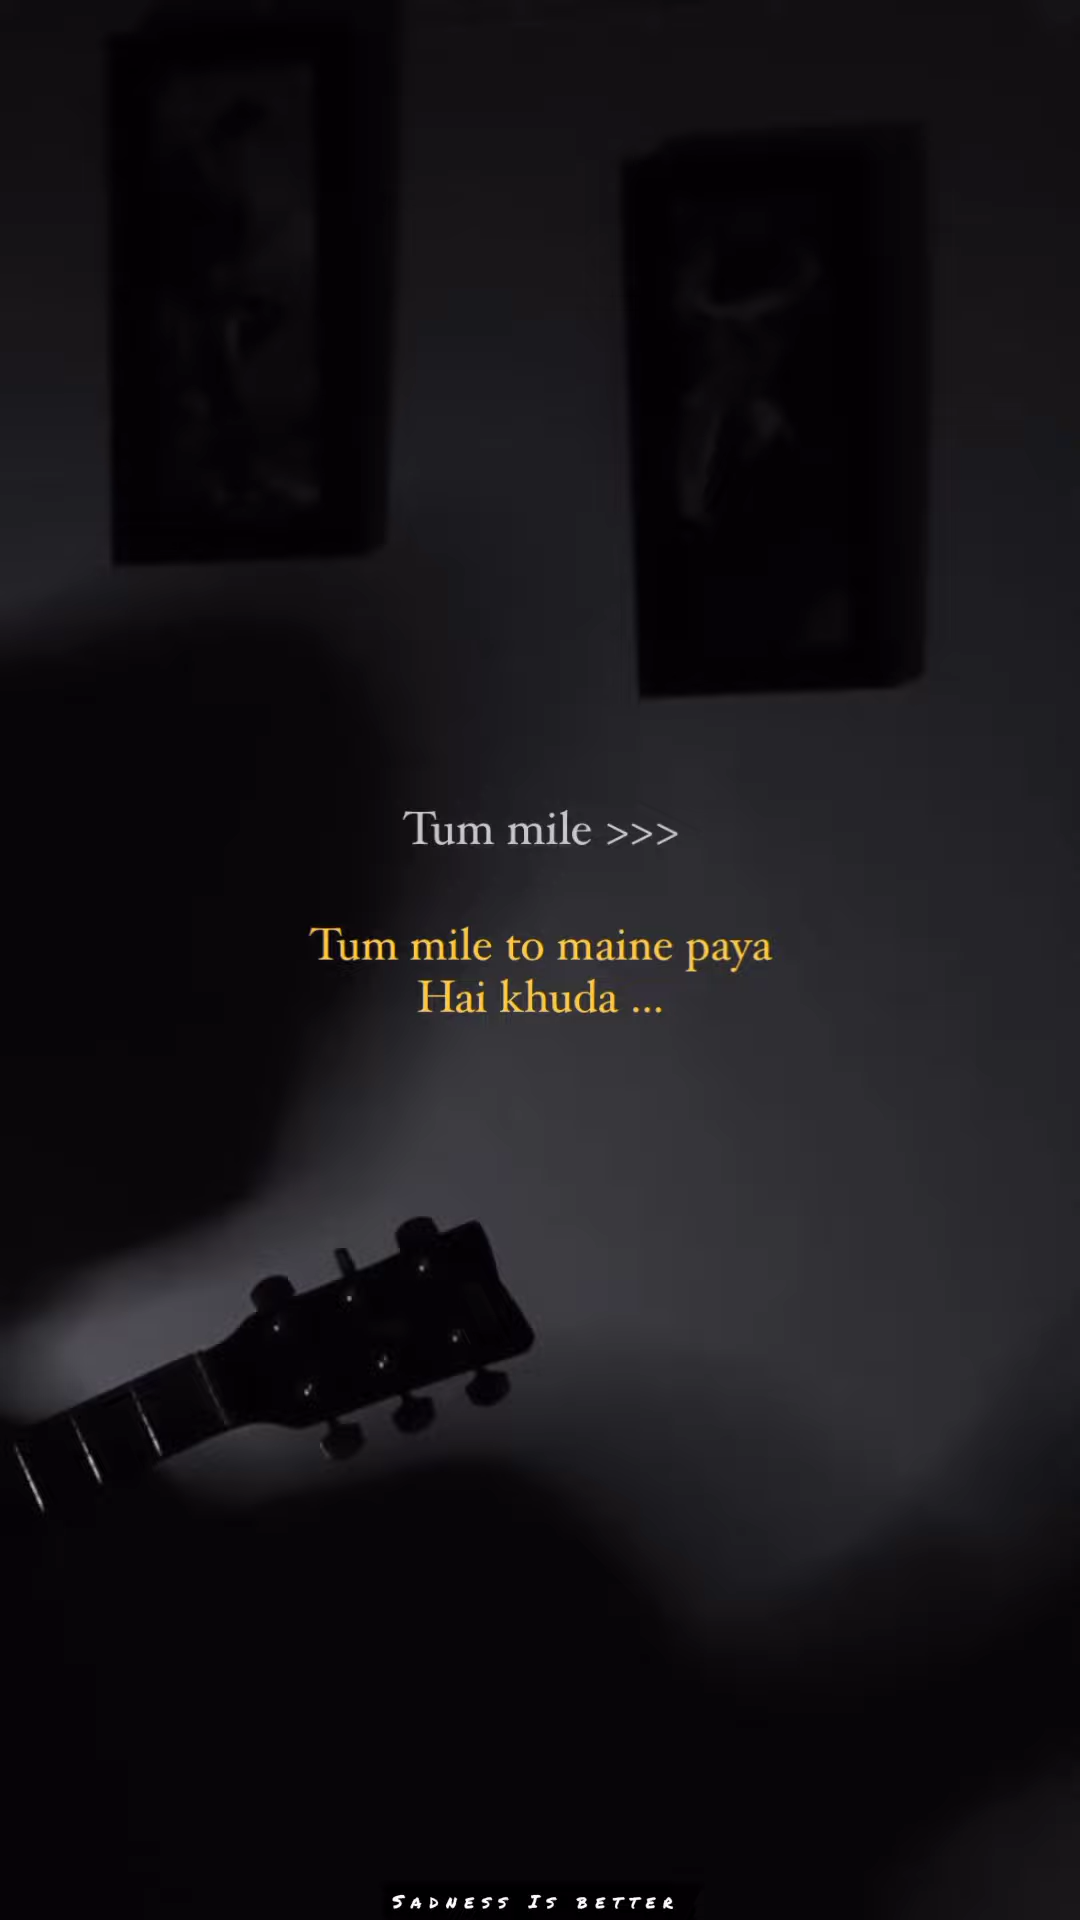 Tum mile >>>
Tum mile to maine paya
Hai khuda ...
SADNESS IS BETTER